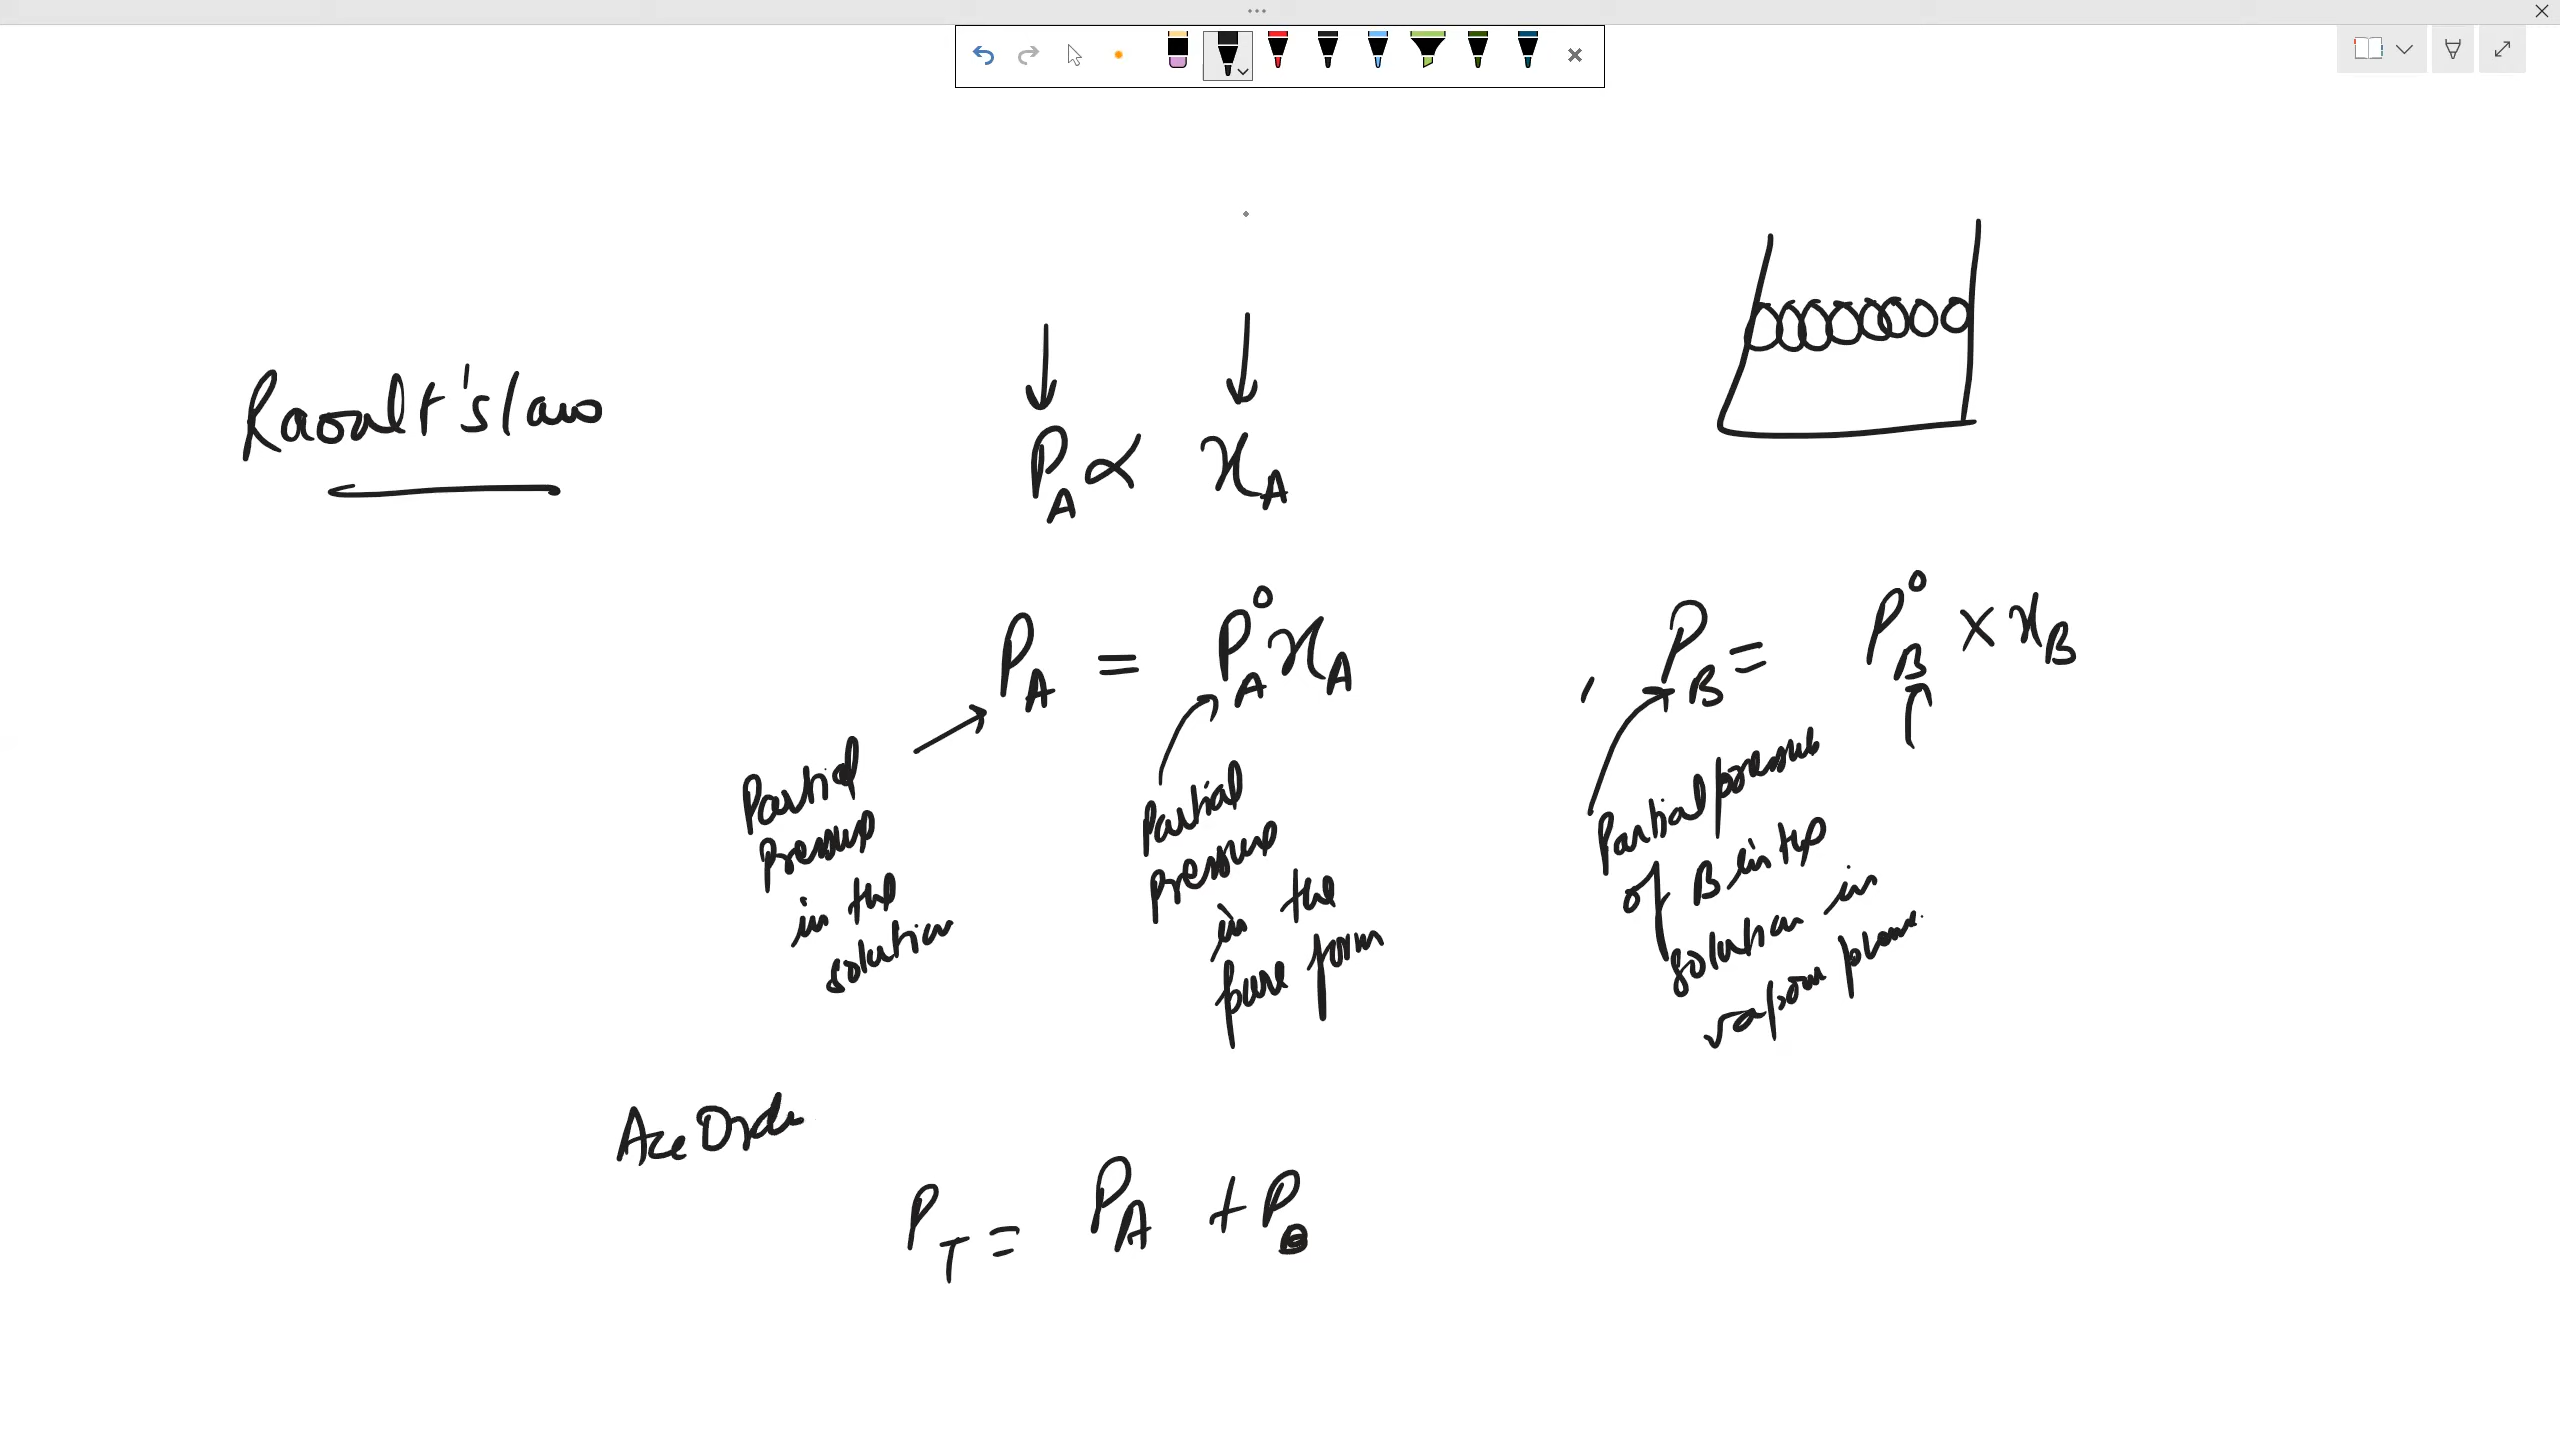 Raoult's law
P_A ∝ x_A
P_A = P°_A x_A
, P_B = P°_B × x_B
Partial
pressure
in the
solution
Partial
pressure
in the
pure form
Partial pressure
of B in the
solution in
vapour phase
P_T = P_A + P_B